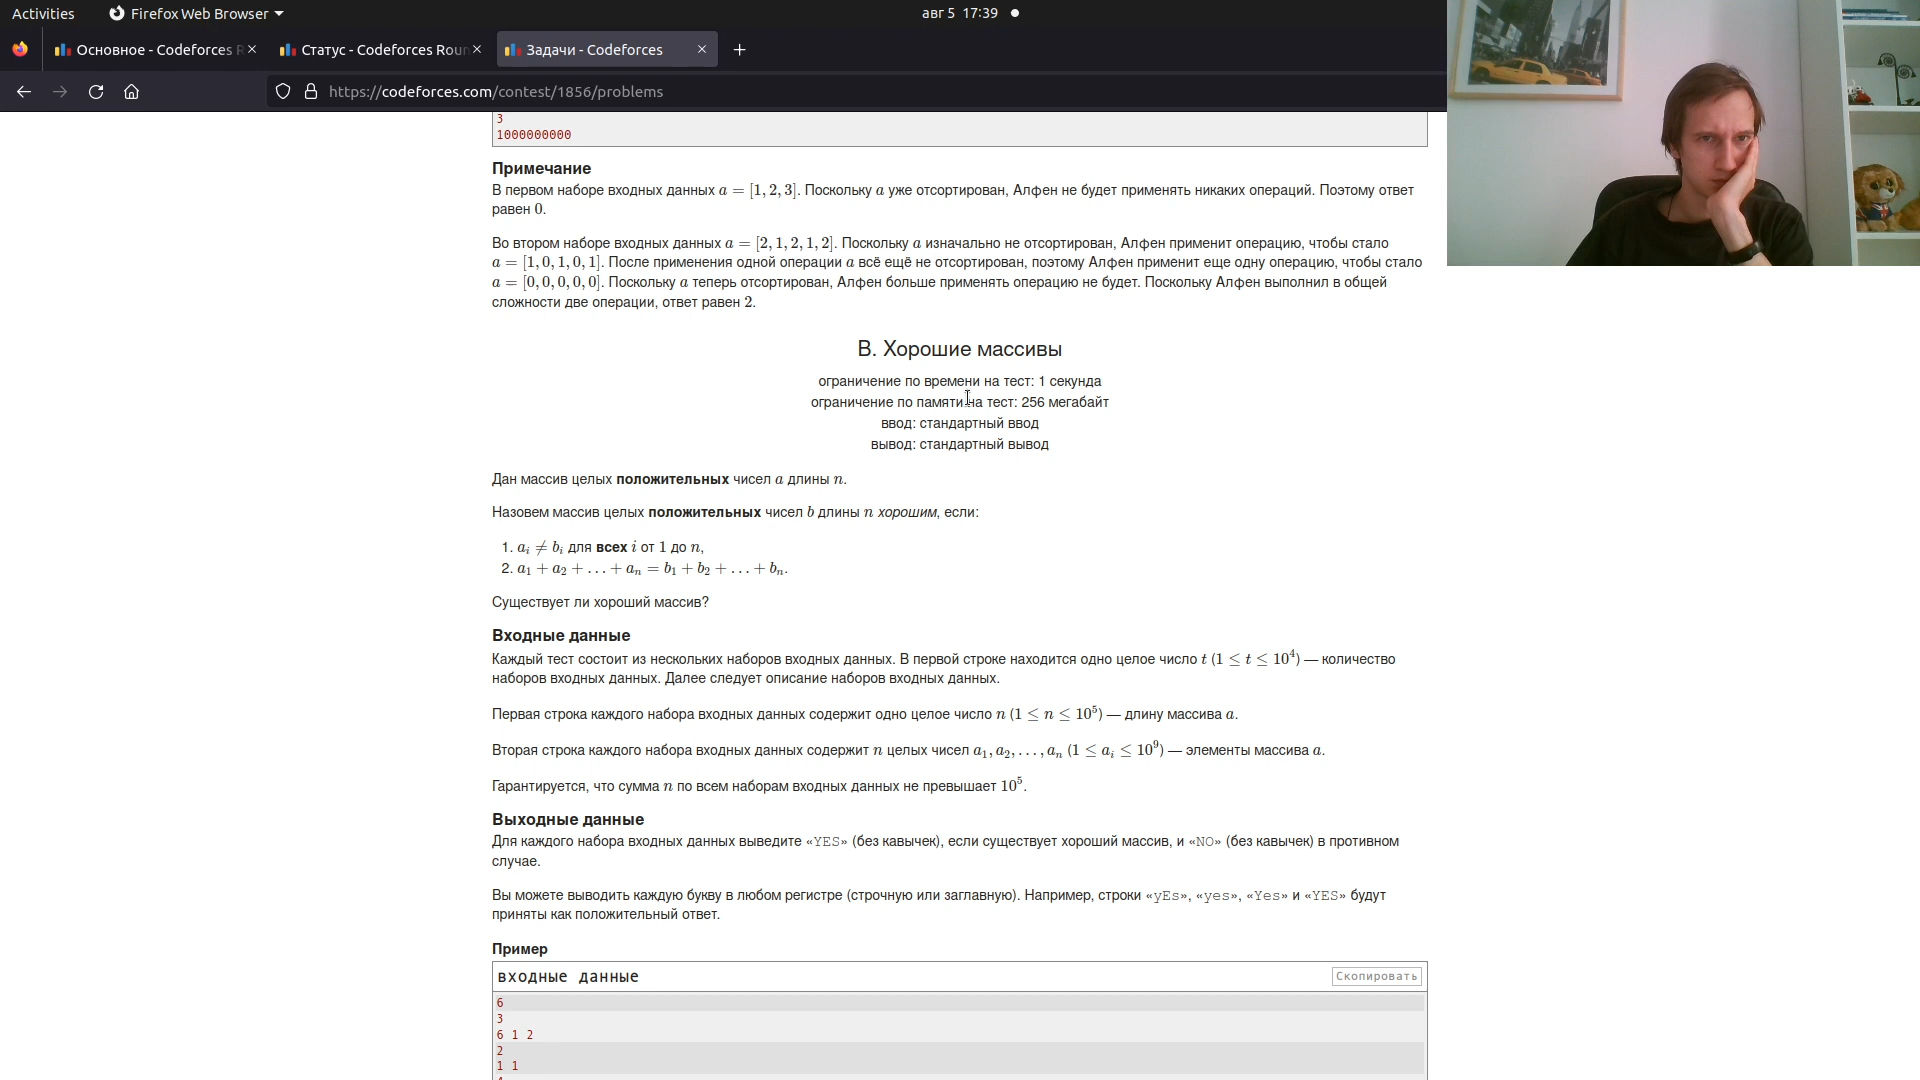 Activities
Firefox Web Browser
авг 5 17:39
Основное - Codeforces R
Статус - Codeforces Roun
Задачи - Codeforces
https://codeforces.com/contest/1856/problems
3
1000000000
Примечание
В первом наборе входных данных a = [1, 2, 3]. Поскольку a уже отсортирован, Алфен не будет применять никаких операций. Поэтому ответ
равен 0.
Во втором наборе входных данных a = [2, 1, 2, 1, 2]. Поскольку a изначально не отсортирован, Алфен применит операцию, чтобы стало
a = [1, 0, 1, 0, 1]. После применения одной операции a всё ещё не отсортирован, поэтому Алфен применит еще одну операцию, чтобы стало
a = [0, 0, 0, 0, 0]. Поскольку a теперь отсортирован, Алфен больше применять операцию не будет. Поскольку Алфен выполнил в общей
сложности две операции, ответ равен 2.
B. Хорошие массивы
ограничение по времени на тест: 1 секунда
ограничение по памяти на тест: 256 мегабайт
ввод: стандартный ввод
вывод: стандартный вывод
Дан массив целых положительных чисел a длины n.
Назовем массив целых положительных чисел b длины n хорошим, если:
1. aᵢ ≠ bᵢ для всех i от 1 до n,
2. a₁ + a₂ + . . . + aₙ = b₁ + b₂ + . . . + bₙ.
Существует ли хороший массив?
Входные данные
Каждый тест состоит из нескольких наборов входных данных. В первой строке находится одно целое число t (1 ≤ t ≤ 10⁴) — количество
наборов входных данных. Далее следует описание наборов входных данных.
Первая строка каждого набора входных данных содержит одно целое число n (1 ≤ n ≤ 10⁵) — длину массива a.
Вторая строка каждого набора входных данных содержит n целых чисел a₁, a₂, . . . , aₙ (1 ≤ aᵢ ≤ 10⁹) — элементы массива a.
Гарантируется, что сумма n по всем наборам входных данных не превышает 10⁵.
Выходные данные
Для каждого набора входных данных выведите «YES» (без кавычек), если существует хороший массив, и «NO» (без кавычек) в противном
случае.
Вы можете выводить каждую букву в любом регистре (строчную или заглавную). Например, строки «yEs», «yes», «Yes» и «YES» будут
приняты как положительный ответ.
Пример
входные данные
Скопировать
6
3
6 1 2
2
1 1